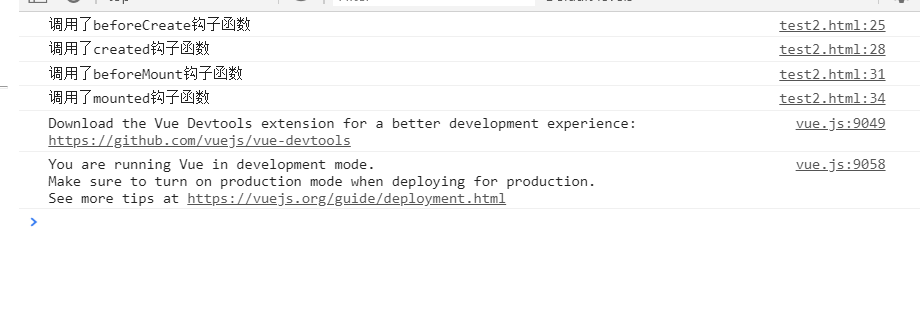 调用了beforeCreate钩子函数 test2.html:25
调用了created钩子函数 test2.html:28
调用了beforeMount钩子函数 test2.html:31
调用了mounted钩子函数 test2.html:34
Download the Vue Devtools extension for a better development experience: vue.js:9049
https://github.com/vuejs/vue-devtools
You are running Vue in development mode. vue.js:9058
Make sure to turn on production mode when deploying for production.
See more tips at https://vuejs.org/guide/deployment.html
>